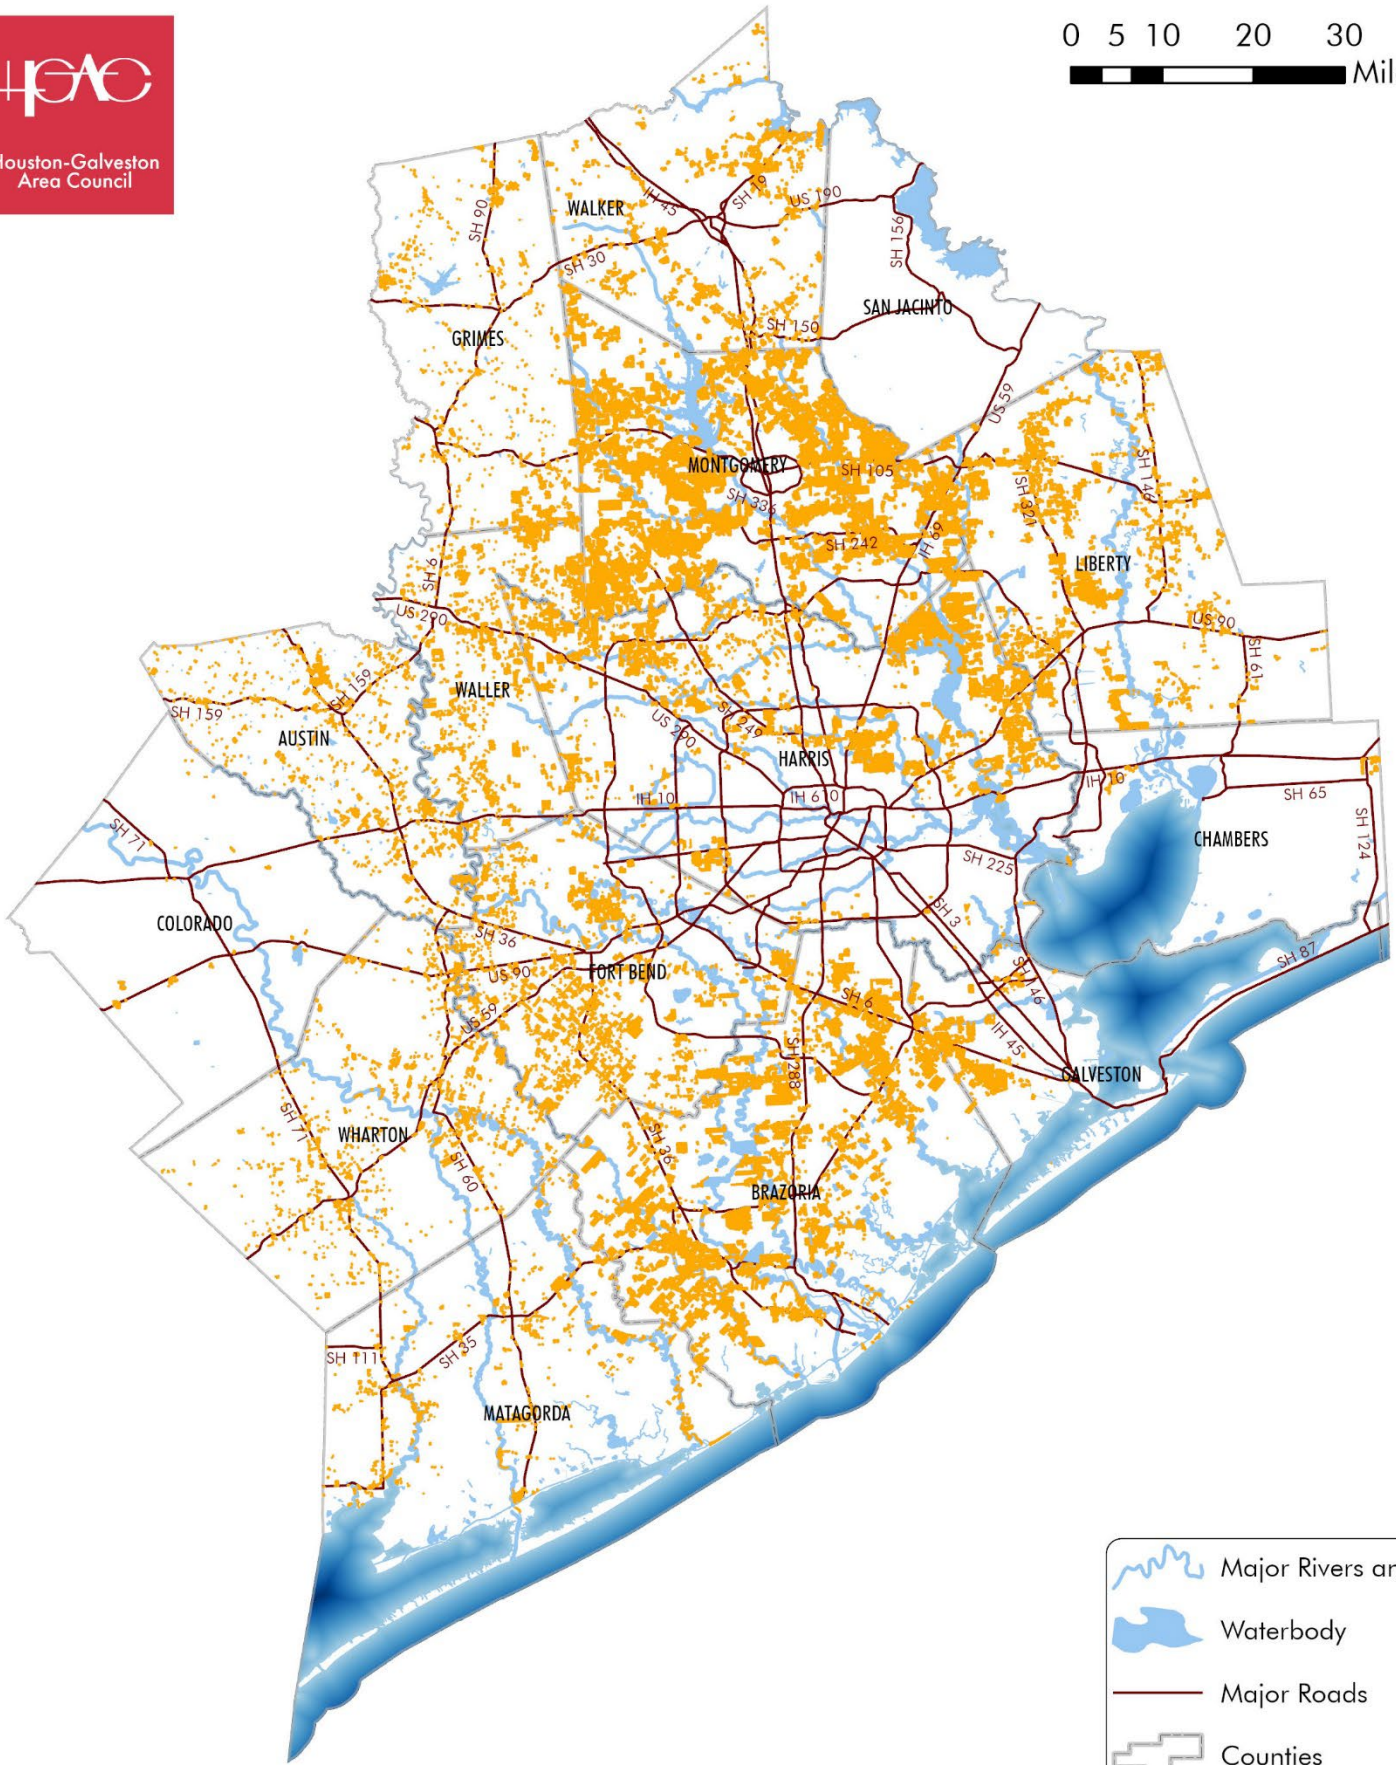 Houston-Galveston
Area Council
0 5 10 20 30
Mil
WALKER
IH 45
SH 19
US 190
SH 90
SH 156
SH 30
SAN JACINTO
SH 150
GRIMES
US 59
MONTGOMERY
SH 105
SH 146
SH 336
SH 321
SH 242
IH 69
LIBERTY
SH 6
US 290
US 90
SH 61
SH 159
WALLER
SH 159
AUSTIN
US 290
SH 249
HARRIS
IH 10
IH 10
IH 610
SH 65
SH 71
CHAMBERS
SH 124
SH 225
COLORADO
SH 3
SH 36
SH 87
US 90
FORT BEND
SH 146
SH 6
US 59
IH 45
SH 288
GALVESTON
SH 71
WHARTON
SH 36
SH 60
BRAZORIA
SH 111
SH 35
MATAGORDA
Major Rivers ar
Waterbody
Major Roads
Counties